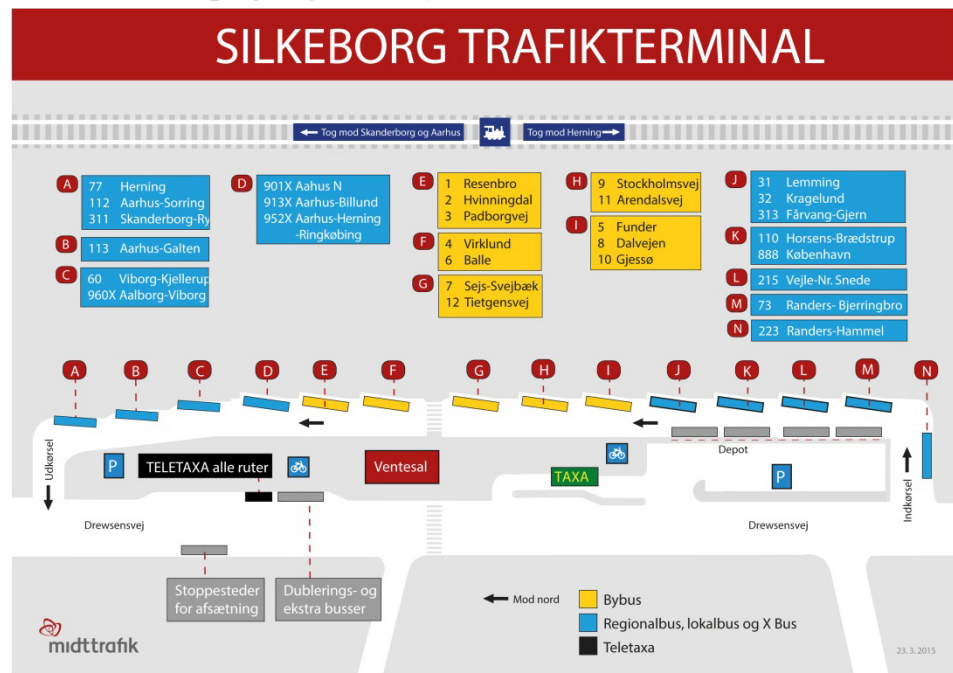 SILKEBORG TRAFIKTERMINAL
Tog mod Skanderborg og Aarhus
Tog mod Herning
A
77 Herning
112 Aarhus-Sorring
311 Skanderborg-Ry
B
113 Aarhus-Galten
C
60 Viborg-Kjellerup
960X Aalborg-Viborg
D
901X Aahus N
913X Aarhus-Billund
952X Aarhus-Herning
-Ringkøbing
E
1 Resenbro
2 Hvinningdal
3 Padborgvej
F
4 Virklund
6 Balle
G
7 Sejs-Svejbæk
12 Tietgensvej
H
9 Stockholmsvej
11 Arendalsvej
I
5 Funder
8 Dalvejen
10 Gjessø
J
31 Lemming
32 Kragelund
313 Fårvang-Gjern
K
110 Horsens-Brædstrup
888 København
L
215 Vejle-Nr. Snede
M
73 Randers- Bjerringbro
N
223 Randers-Hammel
A B C D E F G H I J K L M N
Udkørsel
P
TELETAXA alle ruter
Ventesal
TAXA
Depot
P
Indkørsel
Drewsensvej
Drewsensvej
Stoppesteder
for afsætning
Dublerings- og
ekstra busser
Mod nord
Bybus
Regionalbus, lokalbus og X Bus
Teletaxa
midttrafik
23. 3. 2015